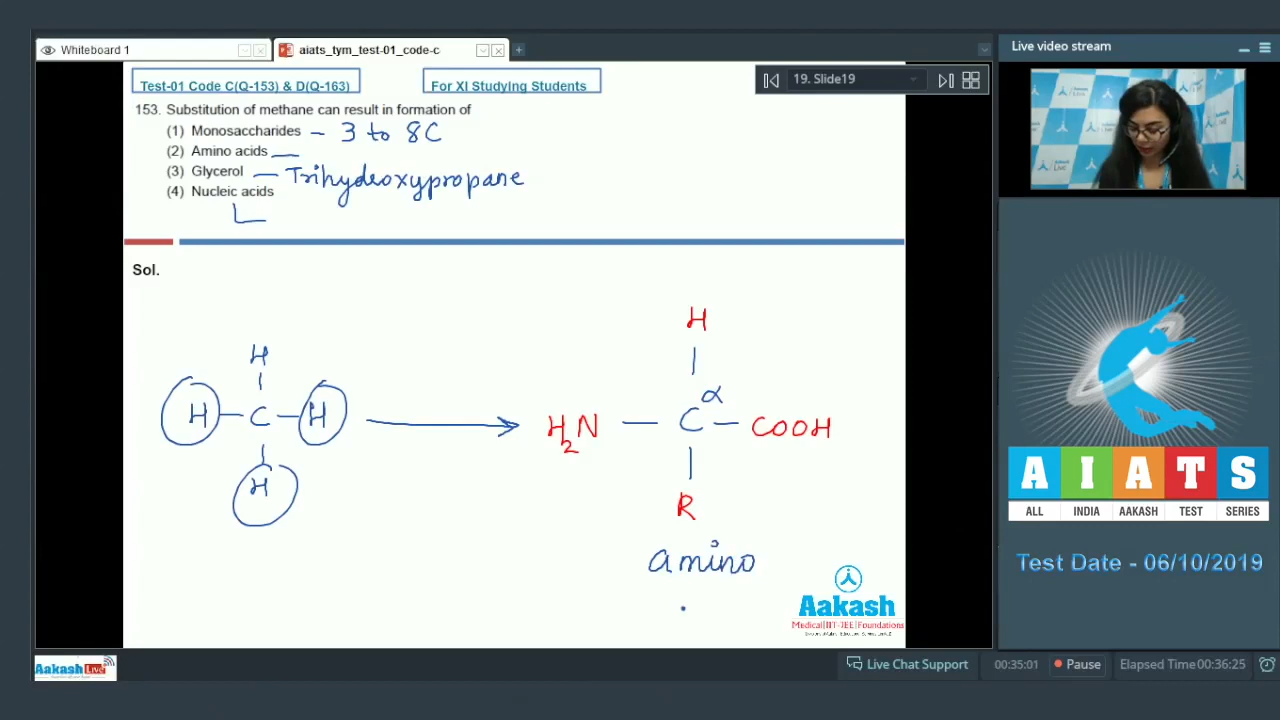 Whiteboard 1
aiats_tym_test-01_code-c
Live video stream
Test-01 Code C(Q-153) & D(Q-163)
For XI Studying Students
19. Slide19
153. Substitution of methane can result in formation of
(1) Monosaccharides – 3 to 8C
(2) Amino acids —
(3) Glycerol — Trihydroxypropane
(4) Nucleic acids
Sol.
H
H
H — C — H
H
H2N — C α — COOH
R
amino
Aakash
Medical|IIT-JEE|Foundations
A I A T S
ALL INDIA AAKASH TEST SERIES
Test Date - 06/10/2019
Aakash Live
Live Chat Support
00:35:01
Pause
Elapsed Time 00:36:25